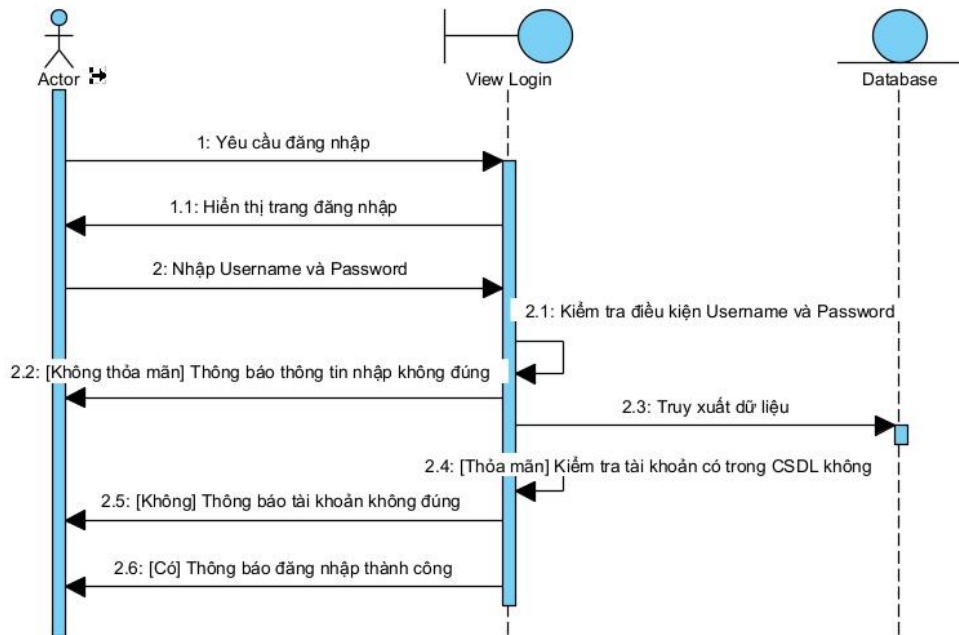 Actor
View Login
Database
1: Yêu cầu đăng nhập
1.1: Hiển thị trang đăng nhập
2: Nhập Username và Password
2.1: Kiểm tra điều kiện Username và Password
2.2: [Không thỏa mãn] Thông báo thông tin nhập không đúng
2.3: Truy xuất dữ liệu
2.4: [Thỏa mãn] Kiểm tra tài khoản có trong CSDL không
2.5: [Không] Thông báo tài khoản không đúng
2.6: [Có] Thông báo đăng nhập thành công